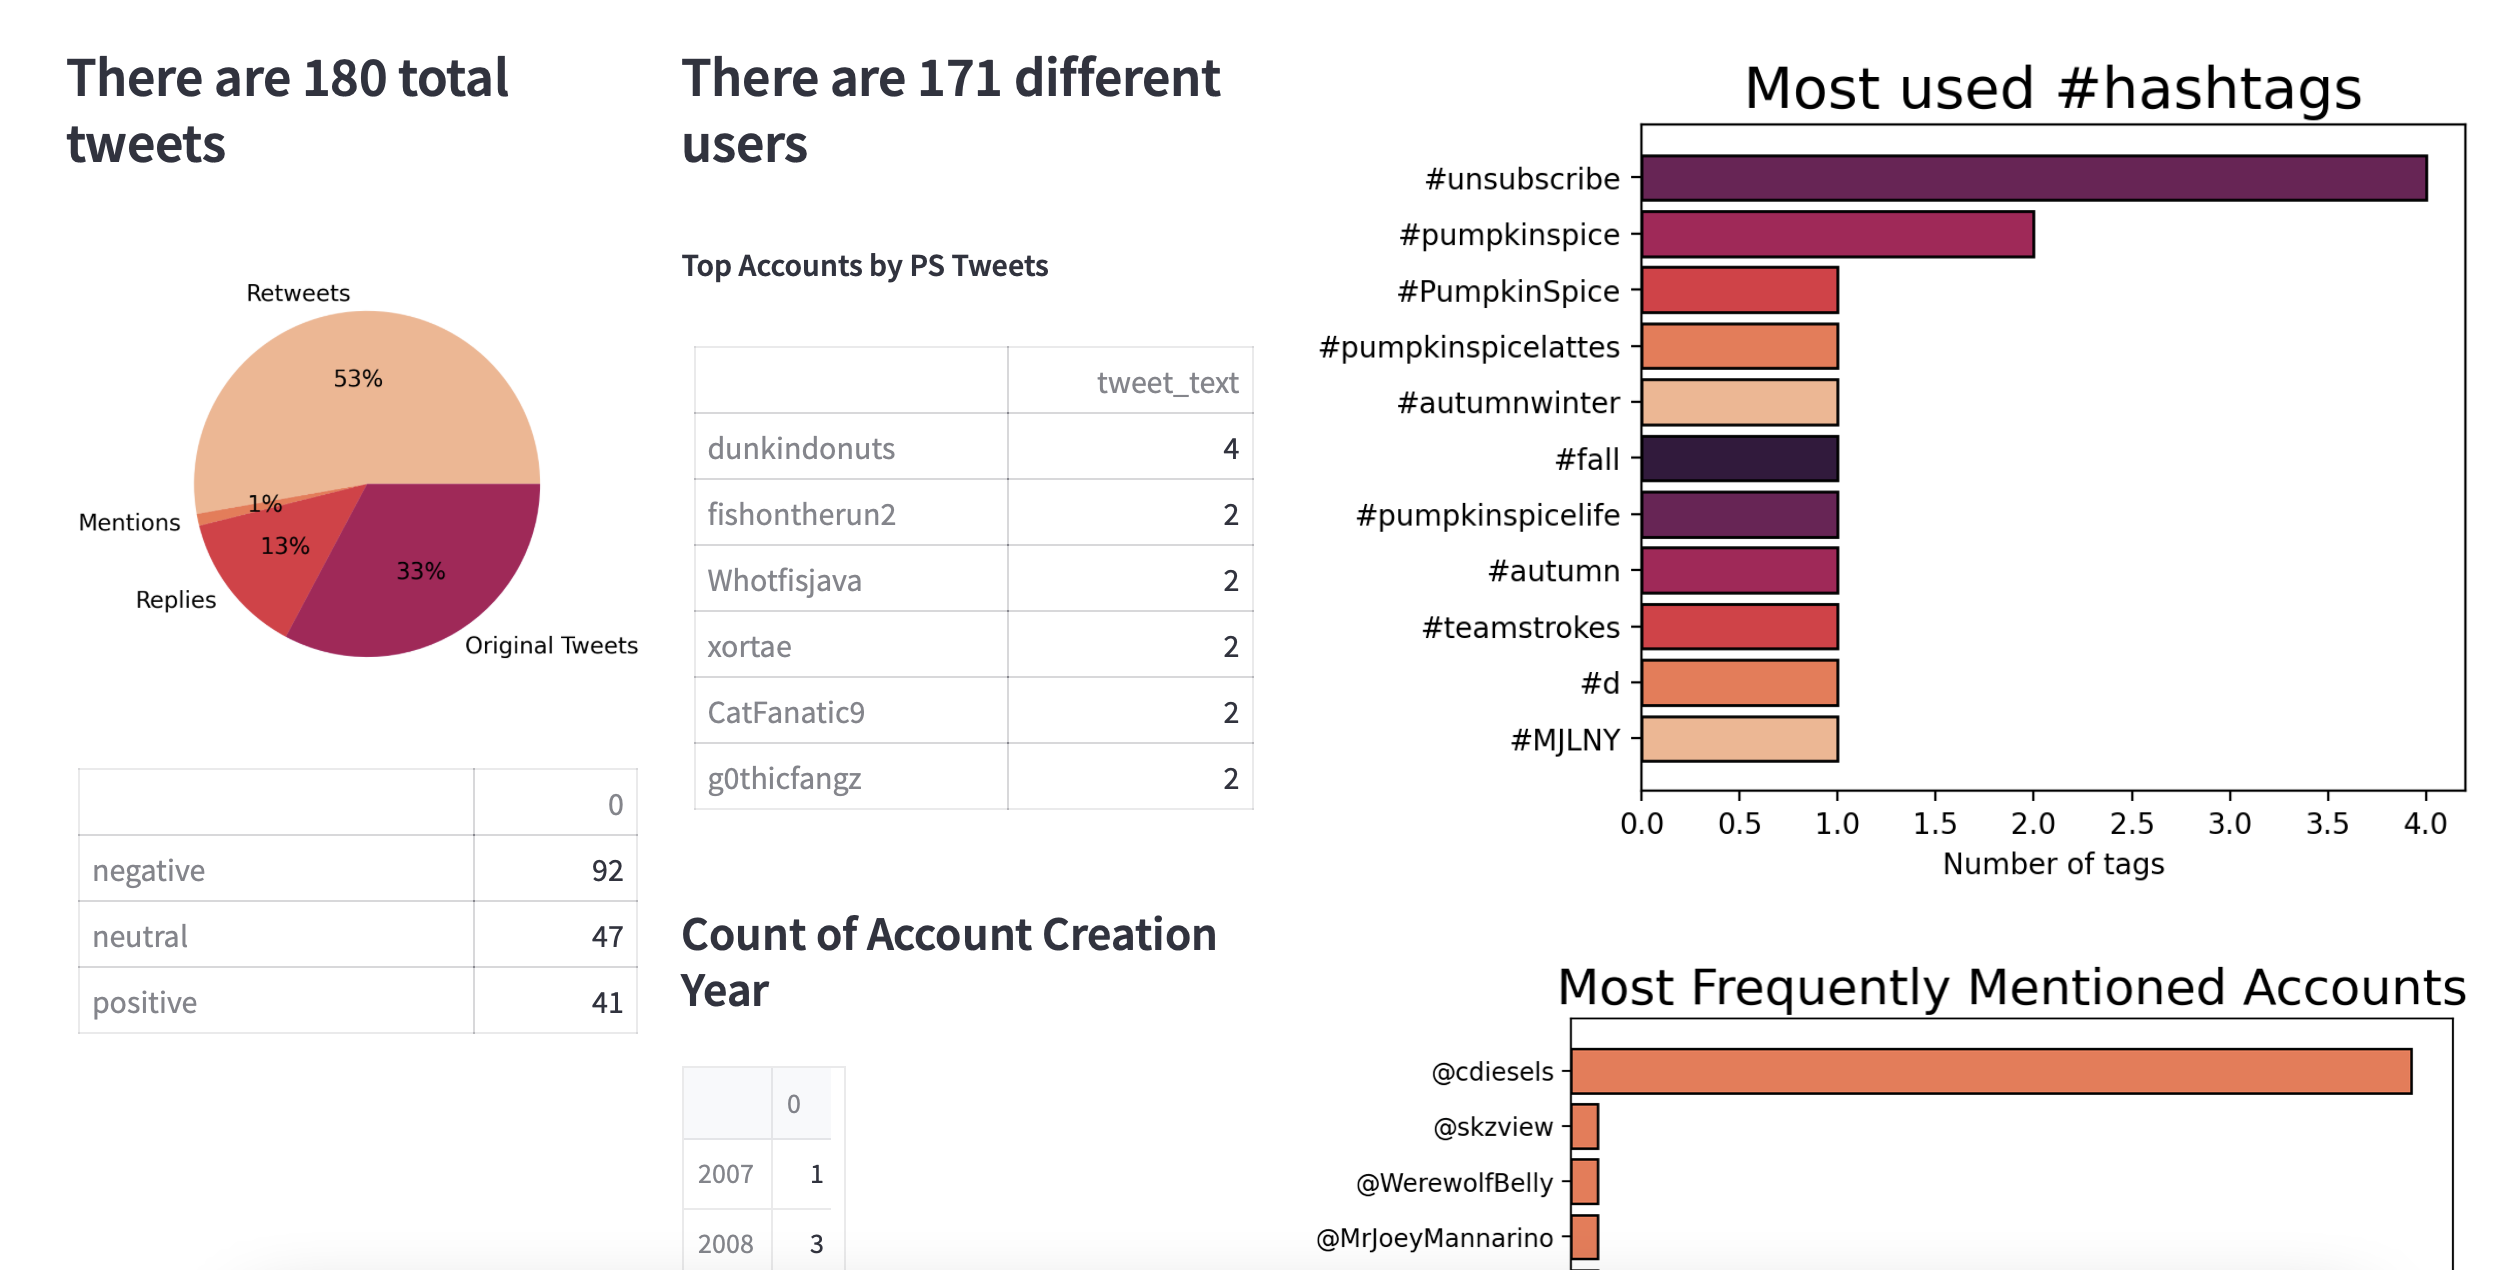 There are 180 total
tweets
Retweets
53%
1%
Mentions
13%
33%
Replies
Original Tweets
0
negative 92
neutral 47
positive 41
There are 171 different
users
Top Accounts by PS Tweets
tweet_text
dunkindonuts 4
fishontherun2 2
Whotfisjava 2
xortae 2
CatFanatic9 2
g0thicfangz 2
Count of Account Creation
Year
0
2007 1
2008 3
Most used #hashtags
#unsubscribe
#pumpkinspice
#PumpkinSpice
#pumpkinspicelattes
#autumnwinter
#fall
#pumpkinspicelife
#autumn
#teamstrokes
#d
#MJLNY
0.0 0.5 1.0 1.5 2.0 2.5 3.0 3.5 4.0
Number of tags
Most Frequently Mentioned Accounts
@cdiesels
@skzview
@WerewolfBelly
@MrJoeyMannarino